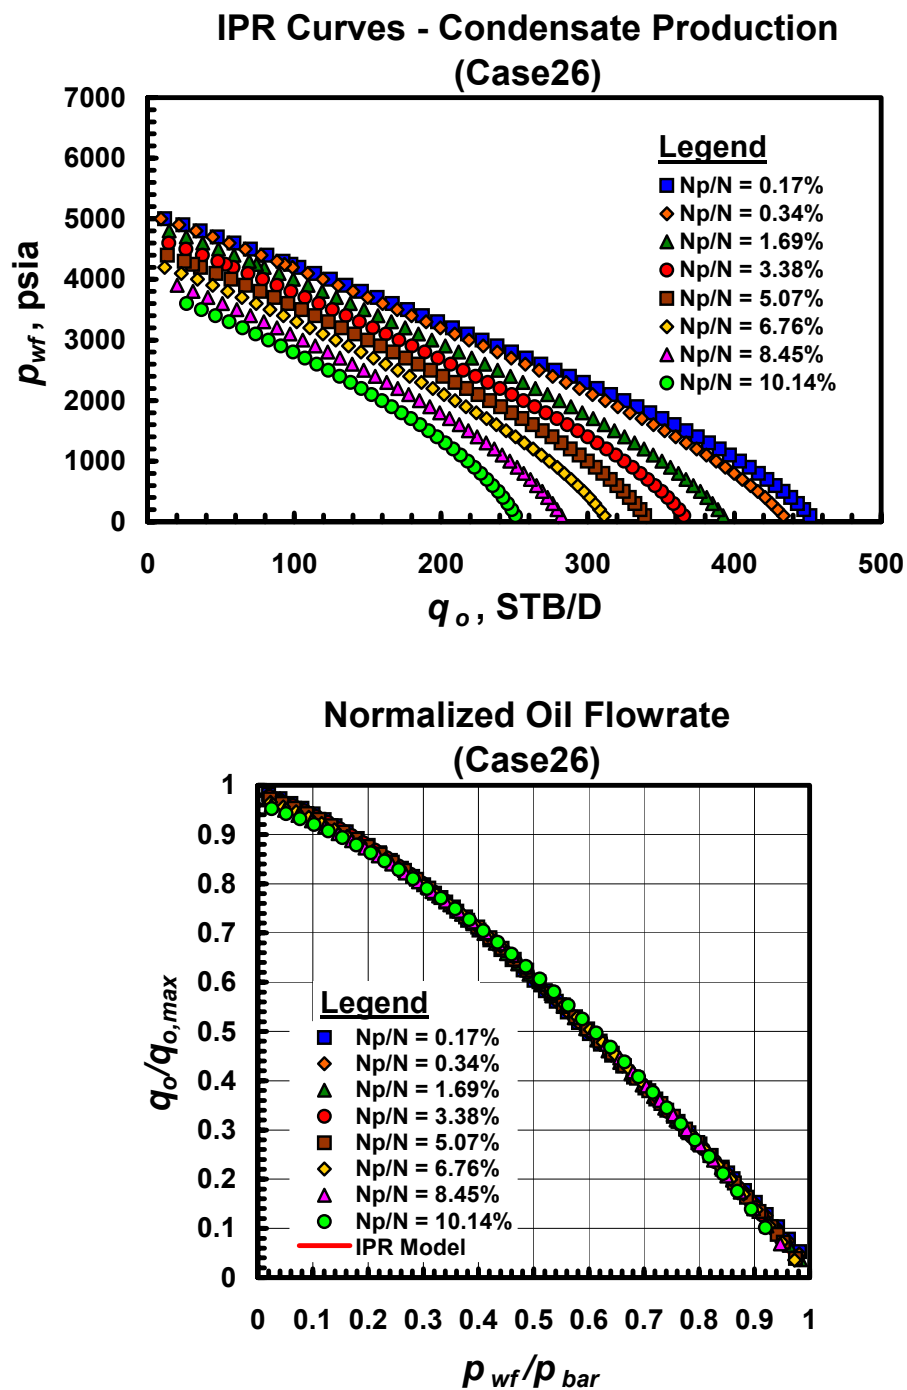 IPR Curves - Condensate Production
(Case26)
7000
6000
5000
4000
3000
2000
1000
0
p wf, psia
Legend
Np/N = 0.17%
Np/N = 0.34%
Np/N = 1.69%
Np/N = 3.38%
Np/N = 5.07%
Np/N = 6.76%
Np/N = 8.45%
Np/N = 10.14%
0 100 200 300 400 500
q o , STB/D
Normalized Oil Flowrate
(Case26)
1
0.9
0.8
0.7
0.6
0.5
0.4
0.3
0.2
0.1
0
qo/qo,max
Legend
Np/N = 0.17%
Np/N = 0.34%
Np/N = 1.69%
Np/N = 3.38%
Np/N = 5.07%
Np/N = 6.76%
Np/N = 8.45%
Np/N = 10.14%
IPR Model
0 0.1 0.2 0.3 0.4 0.5 0.6 0.7 0.8 0.9 1
p wf /p bar